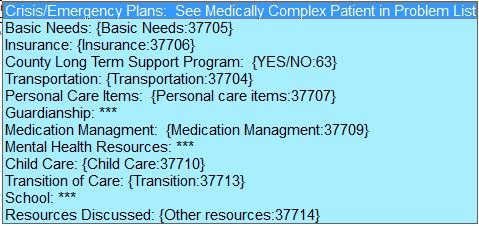 Crisis/Emergency Plans:  See Medically Complex Patient in Problem List
Basic Needs: {Basic Needs:37705}
Insurance: {Insurance:37706}
County Long Term Support Program:  {YES/NO:63}
Transportation: {Transportation:37704}
Personal Care Items:  {Personal care items:37707}
Guardianship: ***
Medication Managment:  {Medication Managment:37709}
Mental Health Resources: ***
Child Care: {Child Care:37710}
Transition of Care: {Transition:37713}
School: ***
Resources Discussed: {Other resources:37714}